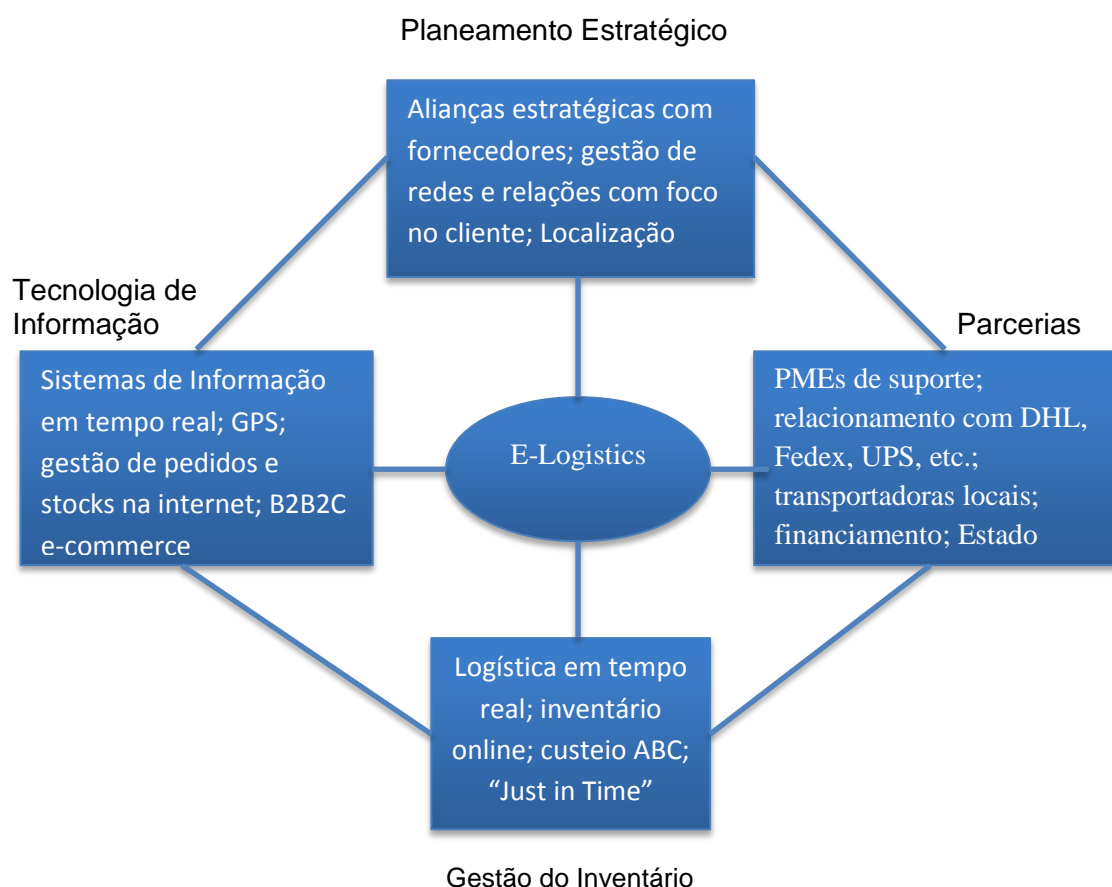 Planeamento Estratégico
Alianças estratégicas com
fornecedores; gestão de
redes e relações com foco
no cliente; Localização
Tecnologia de
Informação
Sistemas de Informação
em tempo real; GPS;
gestão de pedidos e
stocks na internet; B2B2C
e-commerce
E-Logistics
Parcerias
PMEs de suporte;
relacionamento com DHL,
Fedex, UPS, etc.;
transportadoras locais;
financiamento; Estado
Logística em tempo
real; inventário
online; custeio ABC;
“Just in Time”
Gestão do Inventário